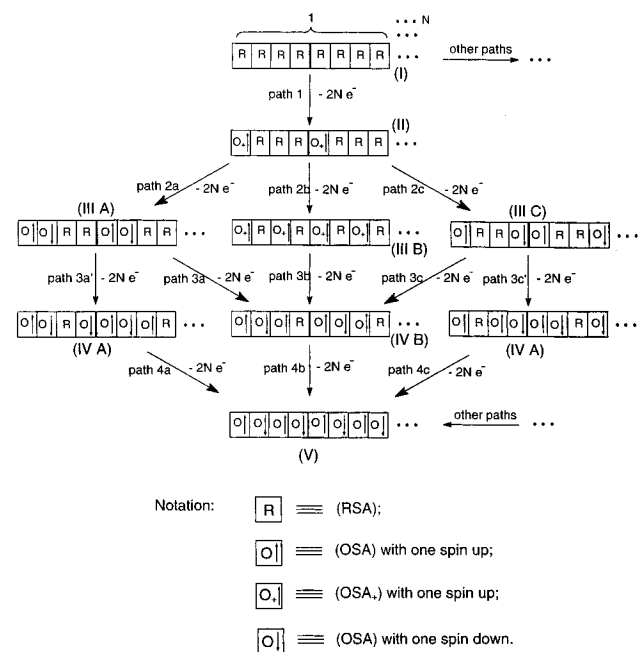 1
··· N
···
R R R R R R R R ··· other paths ···
(I)
path 1 - 2N e⁻
(II)
O₊ R R R O₊ R R R ···
path 2a - 2N e⁻ path 2b - 2N e⁻ path 2c - 2N e⁻
(III A) (III C)
O↑ O↓ R R O↑ O↓ R R ··· O₊ R O₊ R O₊ R O₊ R O↑ R R O↓ O↑ R R O↓ ···
(III B)
path 3a' - 2N e⁻ path 3a - 2N e⁻ path 3b - 2N e⁻ path 3c - 2N e⁻ path 3c' - 2N e⁻
O↑ O↓ R O↓ O↑ O↓ O↑ R ··· O↑ O↓ O↑ R O↑ O↓ O↑ R ··· O↑ R O↑ O↓ O↑ O↓ R O↓ ···
(IV A) (IV B) (IV A)
path 4a - 2N e⁻ path 4b - 2N e⁻ path 4c - 2N e⁻
O↑ O↓ O↑ O↓ O↑ O↓ O↑ O↓ ··· other paths ···
(V)
Notation: R ≡ (RSA);
O↑ ≡ (OSA) with one spin up;
O₊↑ ≡ (OSA₊) with one spin up;
O↓ ≡ (OSA) with one spin down.